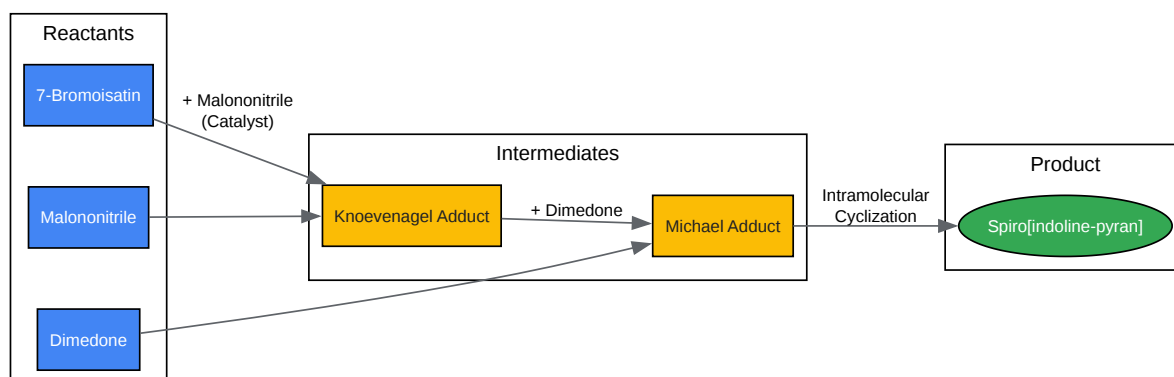 Reactants
7-Bromoisatin
Malononitrile
Dimedone
+ Malononitrile
(Catalyst)
Intermediates
Knoevenagel Adduct
+ Dimedone
Michael Adduct
Intramolecular
Cyclization
Product
Spiro[indoline-pyran]